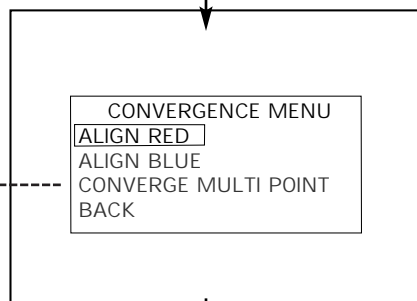 CONVERGENCE MENU
ALIGN RED
ALIGN BLUE
CONVERGE MULTI POINT
BACK